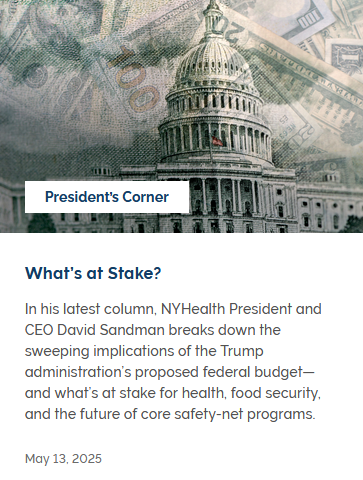 100
President's Corner
What's at Stake?
In his latest column, NYHealth President and
CEO David Sandman breaks down the
sweeping implications of the Trump
administration's proposed federal budget—
and what's at stake for health, food security,
and the future of core safety-net programs.
May 13, 2025